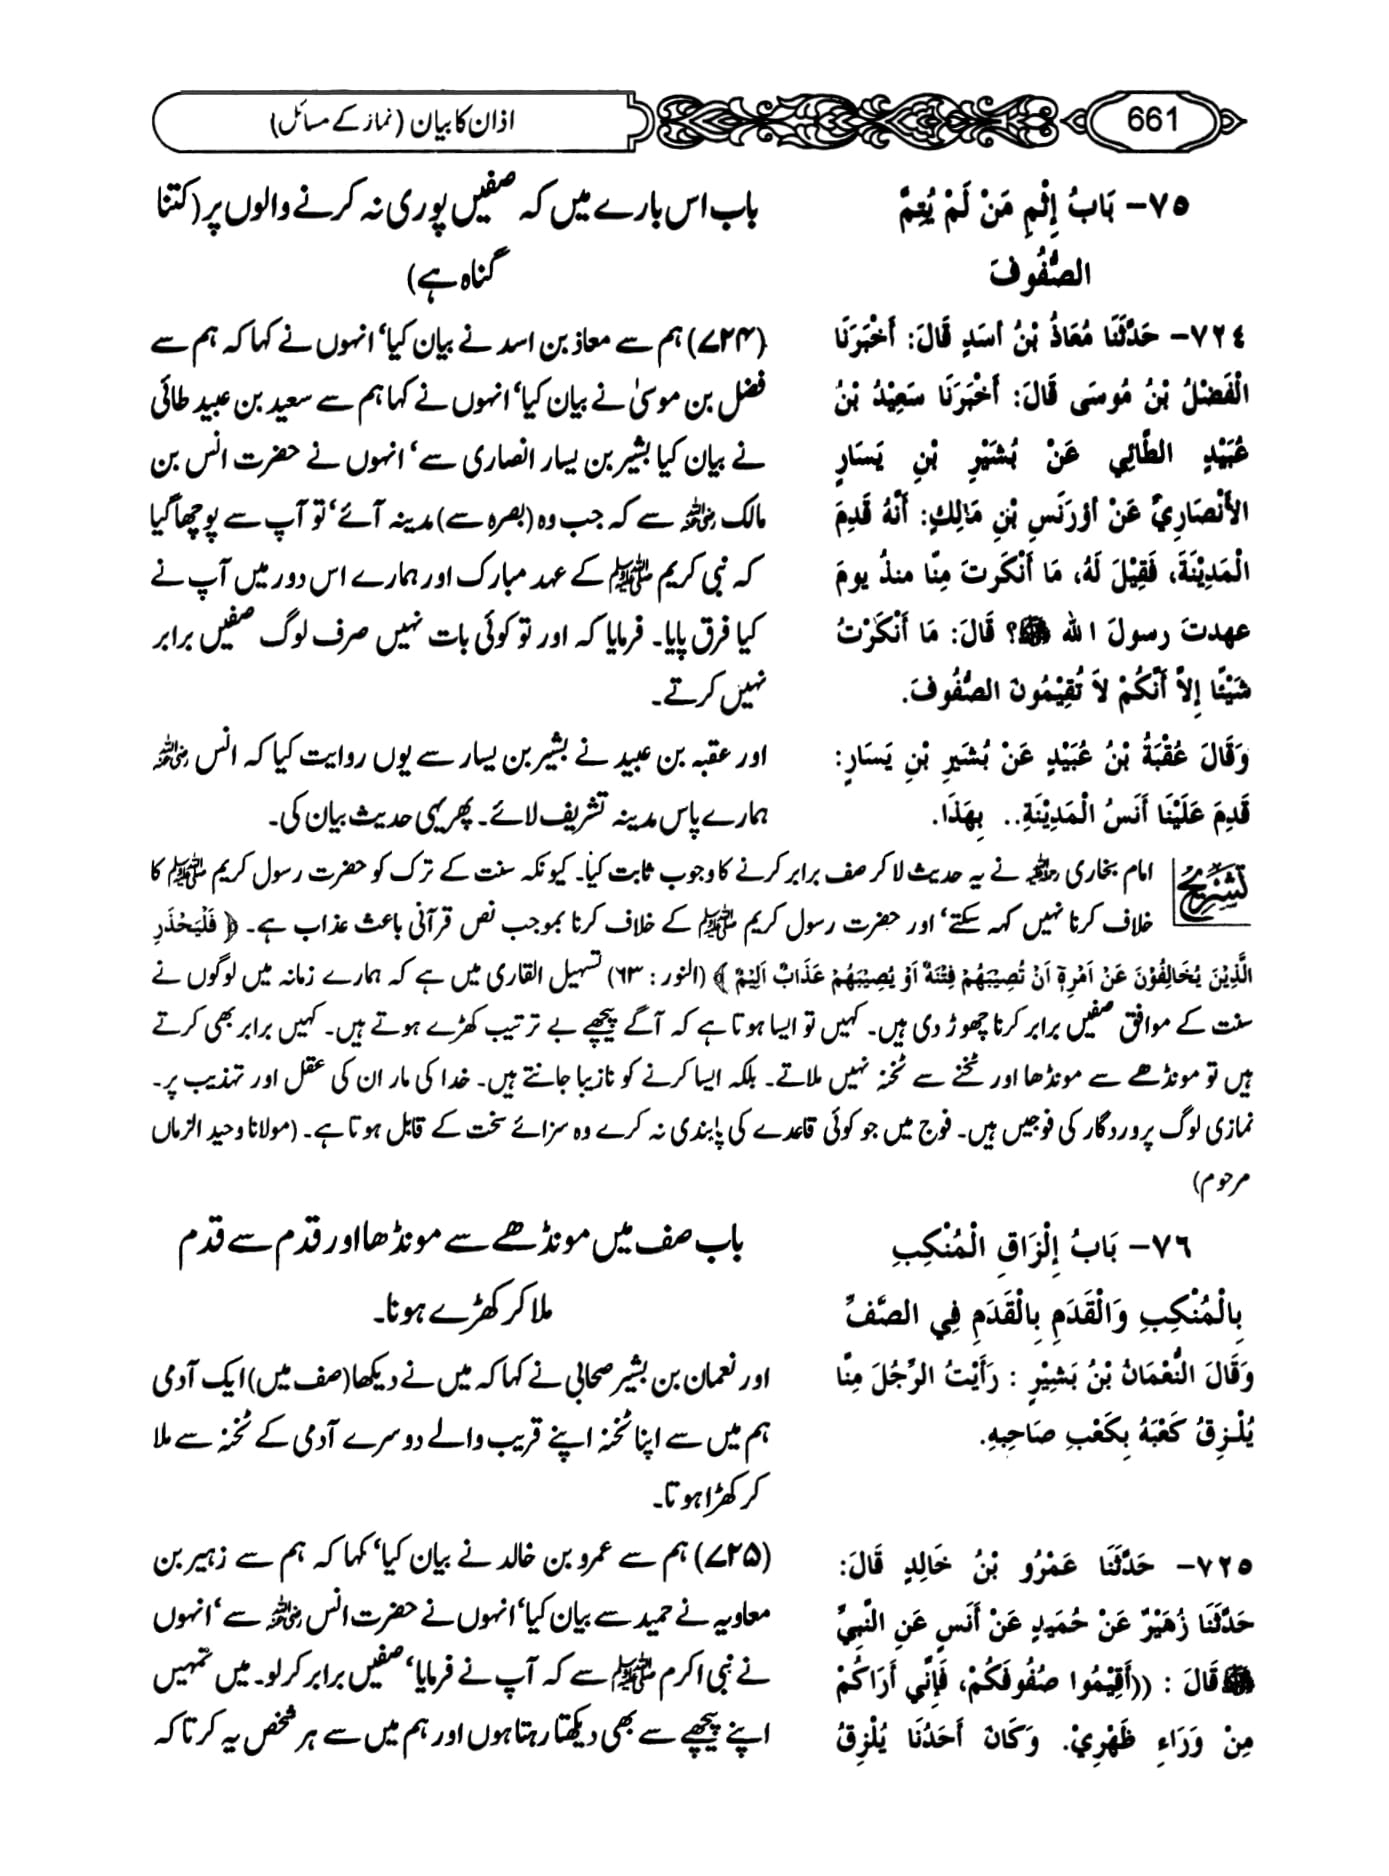 661
اذان کا بیان (نماز کے مسائل)
٧٥- بَابُ إِثْمِ مَنْ لَمْ يُتِمَّ
الصُّفُوفَ
٧٢٤- حَدَّثَنَا مُعَاذُ بْنُ أَسَدٍ قَالَ: أَخْبَرَنَا
الْفَضْلُ بْنُ مُوسَى قَالَ: أَخْبَرَنَا سَعِيْدُ بْنُ
عُبَيْدٍ الطَّائِي عَنْ بُشَيْرِ بْنِ يَسَارٍ
الأَنْصَارِيِّ عَنْ أَنَسِ بْنِ مَالِكٍ: أَنَّهُ قَدِمَ
الْمَدِيْنَةَ، فَقِيْلَ لَهُ، مَا أَنْكَرتَ مِنَّا منذُ يومَ
عهدتَ رسولَ ا لله ﷺ؟ قَالَ: مَا أَنْكَرْتُ
شَيْئًا إِلاَّ أَنَّكُمْ لاَ تُقِيْمُونَ الصُّفُوفَ.
وَقَالَ عُقْبَةُ بْنُ عُبَيْدٍ عَنْ بُشَيرِ بْنِ يَسَارٍ:
قَدِمَ عَلَيْنَا أَنَسُ الْمَدِيْنَةِ.. بِهَذَا.
باب اس بارے میں کہ صفیں پوری نہ کرنے والوں پر (کتنا
گناہ ہے)
(۷۲۴) ہم سے معاذ بن اسد نے بیان کیا‘ انہوں نے کہا کہ ہم سے
فضل بن موسیٰ نے بیان کیا‘ انہوں نے کہا ہم سے سعید بن عبید طائی
نے بیان کیا بشیر بن یسار انصاری سے‘ انہوں نے حضرت انس بن
مالک رضی اللہ عنہ سے کہ جب وہ (بصرہ سے) مدینہ آئے‘ تو آپ سے پوچھا گیا
کہ نبی کریم ﷺ کے عہد مبارک اور ہمارے اس دور میں آپ نے
کیا فرق پایا۔ فرمایا کہ اور تو کوئی بات نہیں صرف لوگ صفیں برابر
نہیں کرتے۔
اور عقبہ بن عبید نے بشیر بن یسار سے یوں روایت کیا کہ انس رضی اللہ عنہ
ہمارے پاس مدینہ تشریف لائے۔ پھر یہی حدیث بیان کی۔
تشریح امام بخاری رحمہ اللہ نے یہ حدیث لا کر صف برابر کرنے کا وجوب ثابت کیا۔ کیونکہ سنت کے ترک کو حضرت رسول کریم ﷺ کا
خلاف کرنا نہیں کہہ سکتے‘ اور حضرت رسول کریم ﷺ کے خلاف کرنا بموجب نص قرآنی باعث عذاب ہے۔ ﴿ فَلْيَحْذَرِ
الَّذِيْنَ يُخَالِفُوْنَ عَنْ اَمْرِهٖ اَنْ تُصِيْبَهُمْ فِتْنَةٌ اَوْ يُصِيْبَهُمْ عَذَابٌ اَلِيْمٌ ﴾ (النور : ۶۳) تسہیل القاری میں ہے کہ ہمارے زمانہ میں لوگوں نے
سنت کے موافق صفیں برابر کرنا چھوڑ دی ہیں۔ کہیں تو ایسا ہوتا ہے کہ آگے پیچھے بے ترتیب کھڑے ہوتے ہیں۔ کہیں برابر بھی کرتے
ہیں تو مونڈھے سے مونڈھا اور ٹخنے سے ٹخنہ نہیں ملاتے۔ بلکہ ایسا کرنے کو نازیبا جانتے ہیں۔ خدا کی مار ان کی عقل اور تہذیب پر۔
نمازی لوگ پروردگار کی فوجیں ہیں۔ فوج میں جو کوئی قاعدے کی پابندی نہ کرے وہ سزائے سخت کے قابل ہوتا ہے۔ (مولانا وحید الزماں
مرحوم)
٧٦- بَابُ إِلْزَاقِ الْمَنْكِبِ
بِالْمَنْكِبِ وَالْقَدَمِ بِالْقَدَمِ فِي الصَّفِّ
وَقَالَ النُّعْمَانُ بْنُ بَشِيْرٍ : رَأَيْتُ الرَّجُلَ مِنَّا
يُلْزِقُ كَعْبَهُ بِكَعْبِ صَاحِبِهِ.
٧٢٥- حَدَّثَنَا عَمْرُو بْنُ خَالِدٍ قَالَ:
حَدَّثَنَا زُهَيْرٌ عَنْ حُمَيدٍ عَنْ أَنَسٍ عَنِ النَّبِيِّ
ﷺ قَالَ : ((أَقِيْمُوا صُفُوفَكُمْ، فَإِنِّي أَرَاكُمْ
مِنْ وَرَاءِ ظَهْرِيْ. وَكَانَ أَحَدُنَا يُلْزِقُ
باب صف میں مونڈھے سے مونڈھا اور قدم سے قدم
ملا کر کھڑے ہونا۔
اور نعمان بن بشیر صحابی نے کہا کہ میں نے دیکھا (صف میں) ایک آدمی
ہم میں سے اپنا ٹخنہ اپنے قریب والے دوسرے آدمی کے ٹخنہ سے ملا
کر کھڑا ہوتا۔
(۷۲۵) ہم سے عمرو بن خالد نے بیان کیا‘ کہا کہ ہم سے زہیر بن
معاویہ نے حمید سے بیان کیا‘ انہوں نے حضرت انس رضی اللہ عنہ سے‘ انہوں
نے نبی اکرم ﷺ سے کہ آپ نے فرمایا‘ صفیں برابر کر لو۔ میں تمہیں
اپنے پیچھے سے بھی دیکھتا رہتا ہوں اور ہم میں سے ہر شخص یہ کرتا کہ